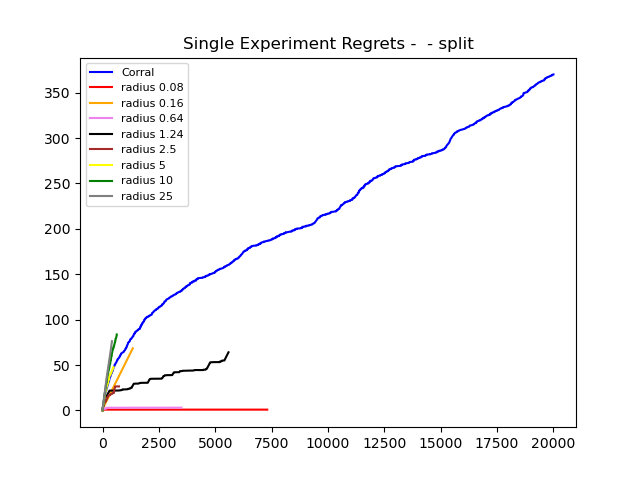 Single Experiment Regrets -  - split
Corral
radius 0.08
radius 0.16
radius 0.64
radius 1.24
radius 2.5
radius 5
radius 10
radius 25
350
300
250
200
150
100
50
0
0 2500 5000 7500 10000 12500 15000 17500 20000